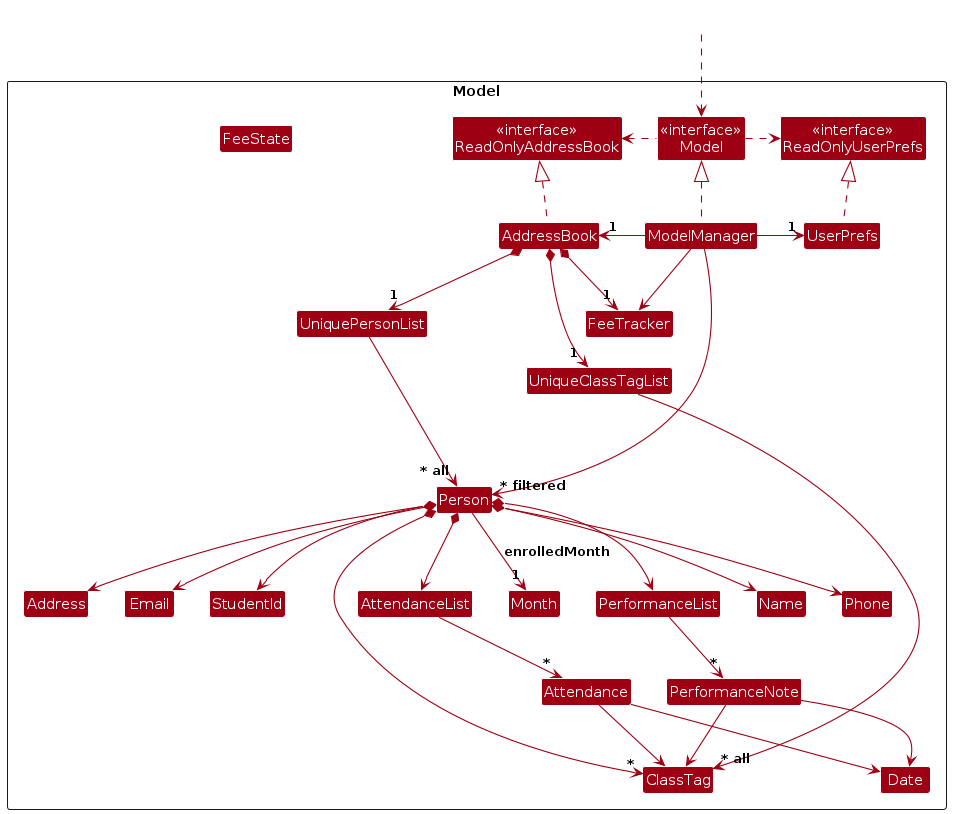 Model
FeeState
«interface»
ReadOnlyAddressBook
«interface»
Model
«interface»
ReadOnlyUserPrefs
AddressBook
1
ModelManager
1
UserPrefs
1
1
UniquePersonList
FeeTracker
1
UniqueClassTagList
* all
* filtered
Person
enrolledMonth
1
Address
Email
StudentId
AttendanceList
Month
PerformanceList
Name
Phone
*
*
Attendance
PerformanceNote
*
* all
ClassTag
Date